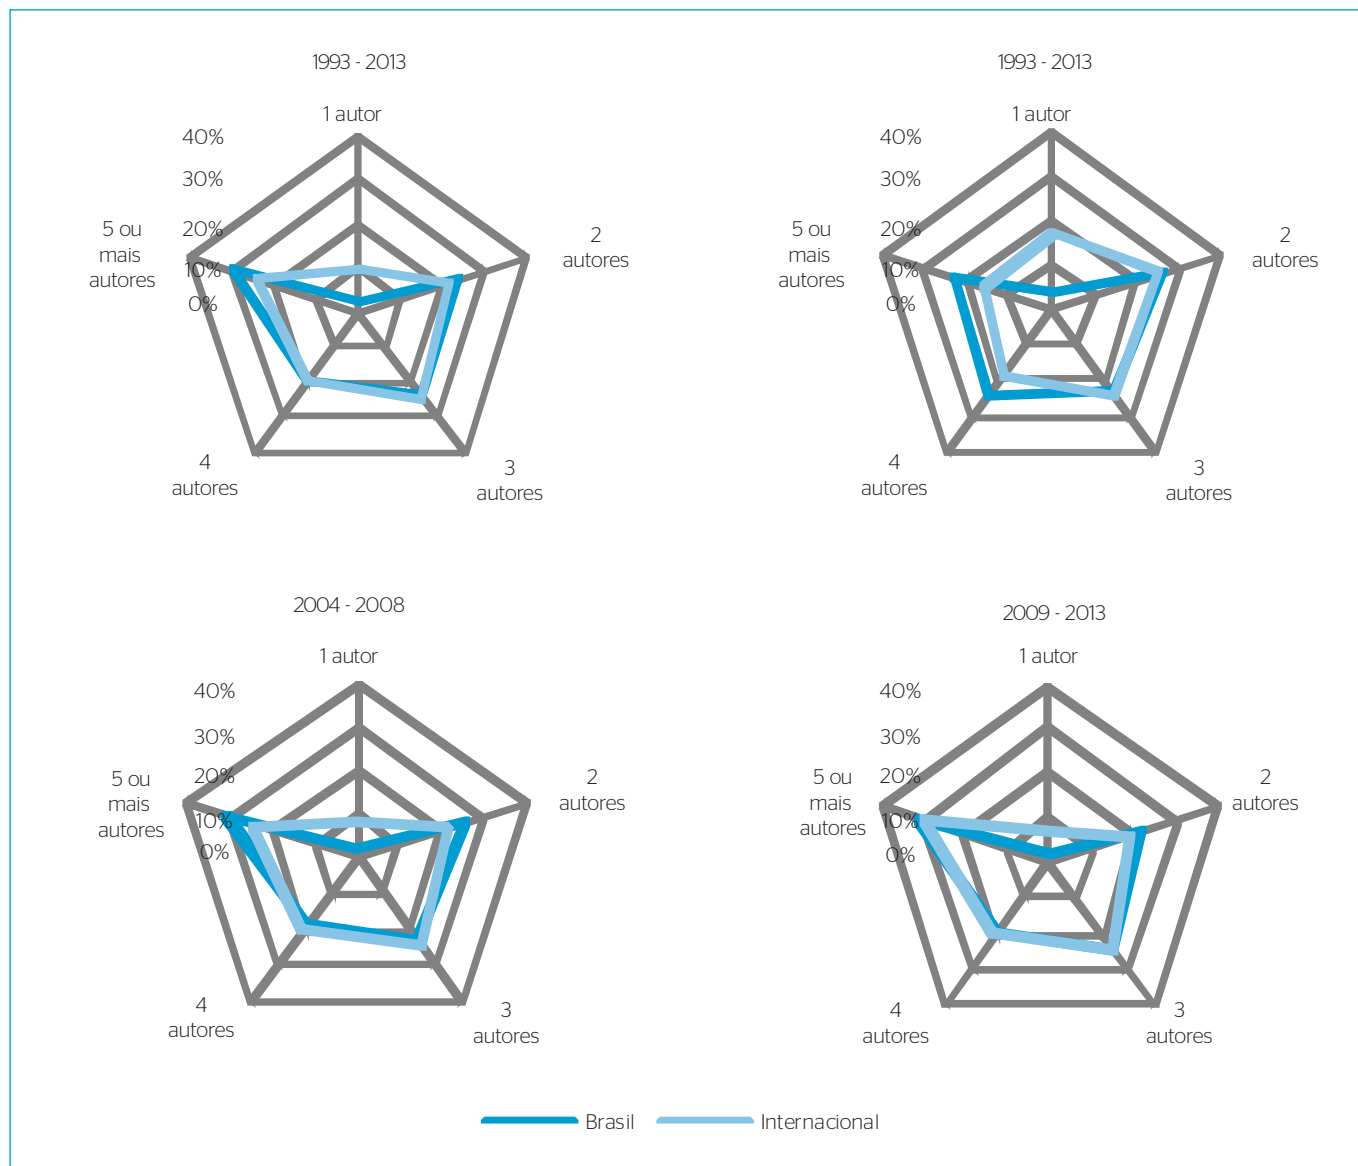 1993 - 2013
1 autor
40%
30%
20%
10%
0%
5 ou
mais
autores
2
autores
4
autores
3
autores
1993 - 2013
1 autor
40%
30%
20%
10%
0%
5 ou
mais
autores
2
autores
4
autores
3
autores
2004 - 2008
1 autor
40%
30%
20%
10%
0%
5 ou
mais
autores
2
autores
4
autores
3
autores
2009 - 2013
1 autor
40%
30%
20%
10%
0%
5 ou
mais
autores
2
autores
4
autores
3
autores
Brasil
Internacional